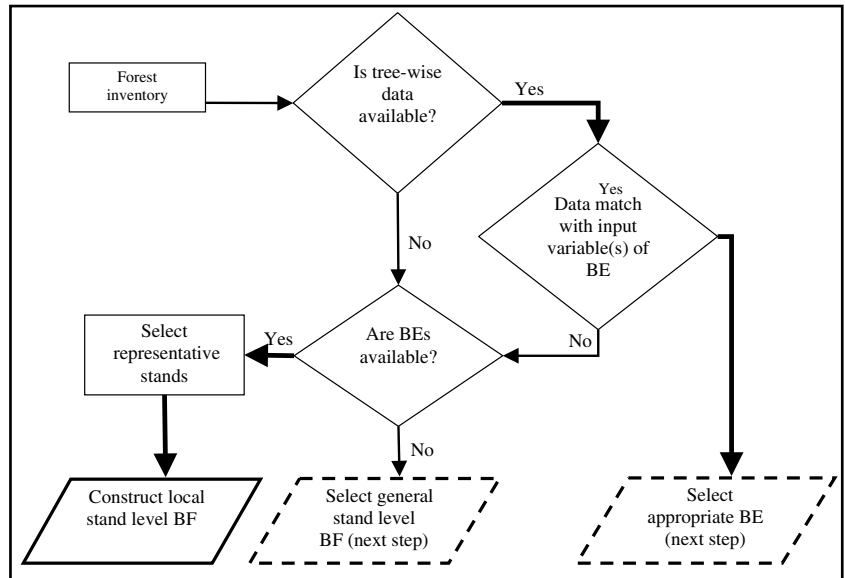 Forest
inventory
Is tree-wise
data
available?
Yes
Yes
Data match
with input
variable(s) of
BE
No
No
Are BEs
available?
Yes
Select
representative
stands
No
Construct local
stand level BF
Select general
stand level
BF (next step)
Select
appropriate BE
(next step)